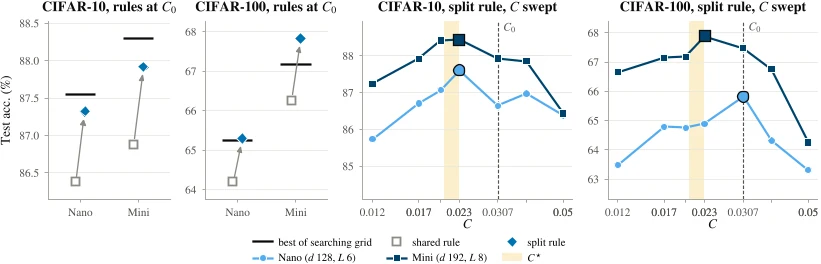 CIFAR-10, rules at C₀
CIFAR-100, rules at C₀
CIFAR-10, split rule, C swept
CIFAR-100, split rule, C swept
Test acc. (%)
88.5
88.0
87.5
87.0
86.5
Nano
Mini
68
67
66
65
64
Nano
Mini
C₀
88
87
86
85
0.012
0.017
0.023
0.0307
0.05
C
C₀
68
67
66
65
64
63
0.012
0.017
0.023
0.0307
0.05
C
best of searching grid
shared rule
split rule
Nano (d 128, L 6)
Mini (d 192, L 8)
C⋆